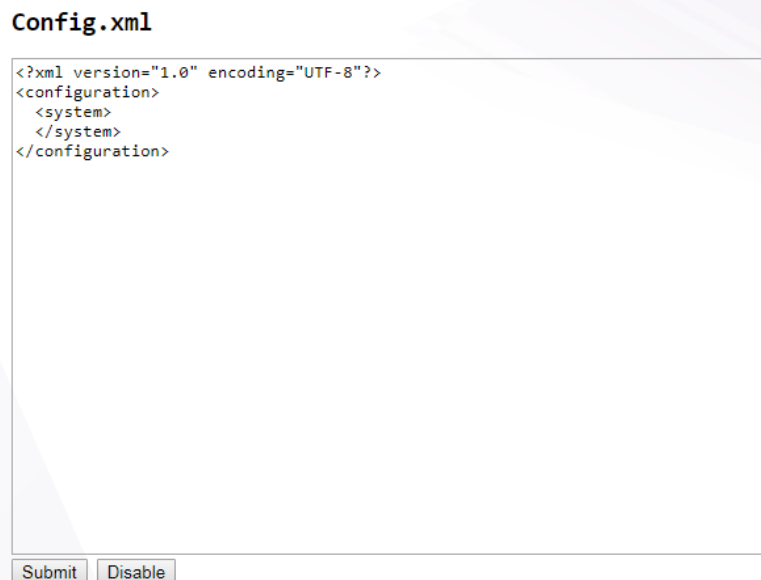 Config.xml
<?xml version="1.0" encoding="UTF-8"?>
<configuration>
  <system>
  </system>
</configuration>
Submit Disable